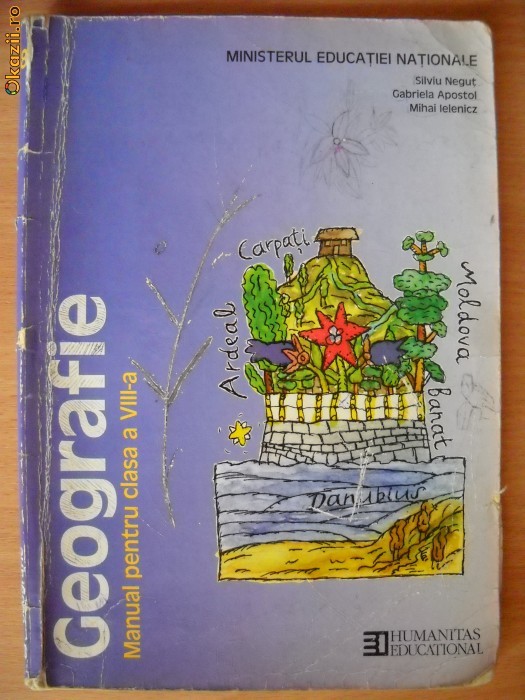 Okazii.ro
MINISTERUL EDUCAȚIEI NAȚIONALE
Silviu Neguț
Gabriela Apostol
Mihai Ielenicz
Geografie
Manual pentru clasa a VIII-a
Carpați
Ardeal
Moldova
Banat
Danubius
HUMANITAS
EDUCATIONAL